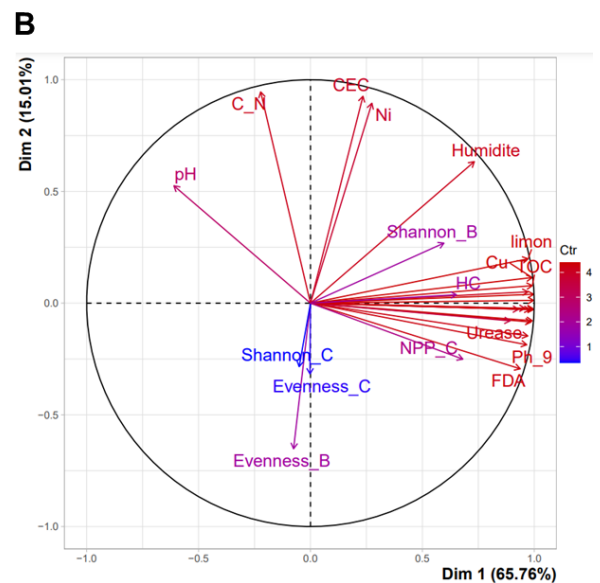 B
Dim 2 (15.01%)
1.0
0.5
0.0
−0.5
−1.0
C_N
CEC
Ni
Humidite
pH
Shannon_B
limon
Cu
TOC
HC
Urease
NPP_C
Ph_9
FDA
Shannon_C
Evenness_C
Evenness_B
−1.0
−0.5
0.0
0.5
1.0
Dim 1 (65.76%)
Ctr
4
3
2
1